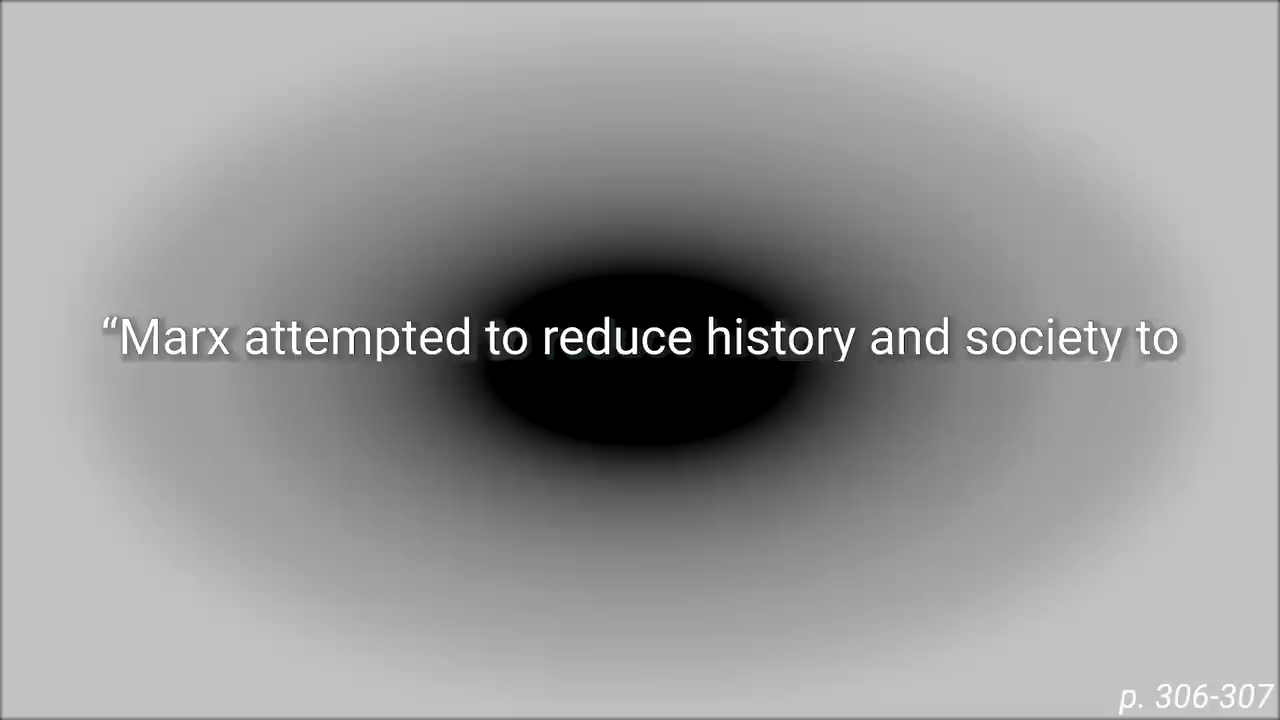 “Marx attempted to reduce history and society to
p. 306-307